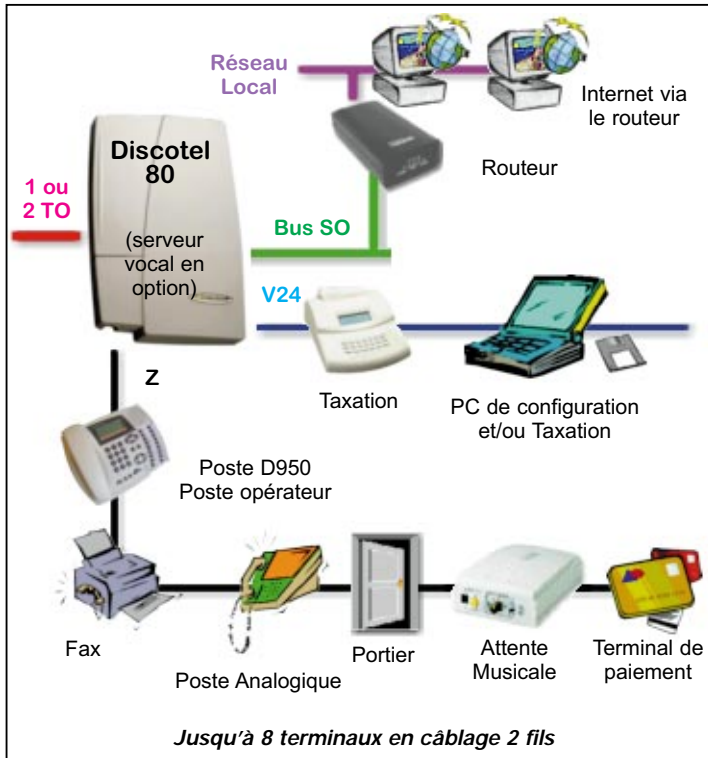 Réseau
Local
Internet via
le routeur
Routeur
Discotel
80
(serveur
vocal en
option)
1 ou
2 TO
Bus SO
V24
Taxation
PC de configuration
et/ou Taxation
Z
Poste D950
Poste opérateur
Fax
Poste Analogique
Portier
Attente
Musicale
Terminal de
paiement
Jusqu'à 8 terminaux en câblage 2 fils